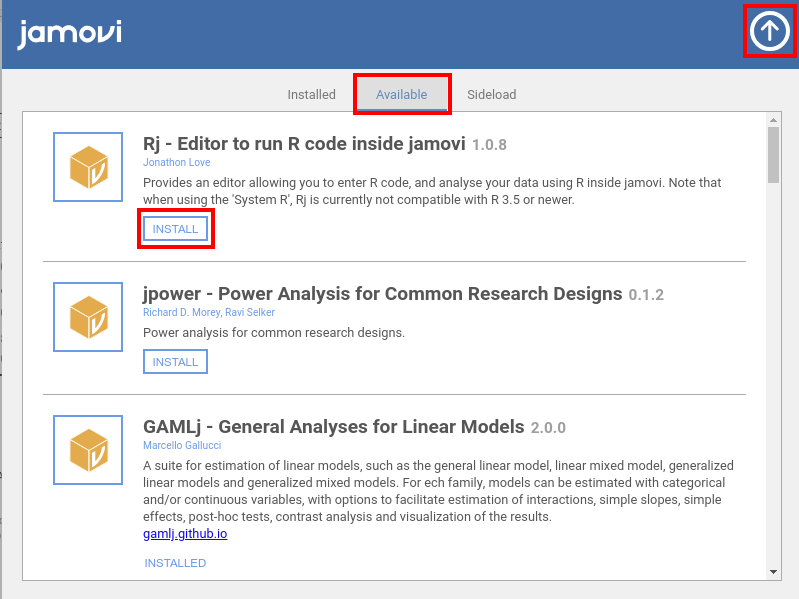 jamovi
Installed Available Sideload
Rj - Editor to run R code inside jamovi 1.0.8
Jonathon Love
Provides an editor allowing you to enter R code, and analyse your data using R inside jamovi. Note that
when using the 'System R', Rj is currently not compatible with R 3.5 or newer.
INSTALL
jpower - Power Analysis for Common Research Designs 0.1.2
Richard D. Morey, Ravi Selker
Power analysis for common research designs.
INSTALL
GAMLj - General Analyses for Linear Models 2.0.0
Marcello Gallucci
A suite for estimation of linear models, such as the general linear model, linear mixed model, generalized
linear models and generalized mixed models. For ech family, models can be estimated with categorical
and/or continuous variables, with options to facilitate estimation of interactions, simple slopes, simple
effects, post-hoc tests, contrast analysis and visualization of the results.
gamlj.github.io
INSTALLED